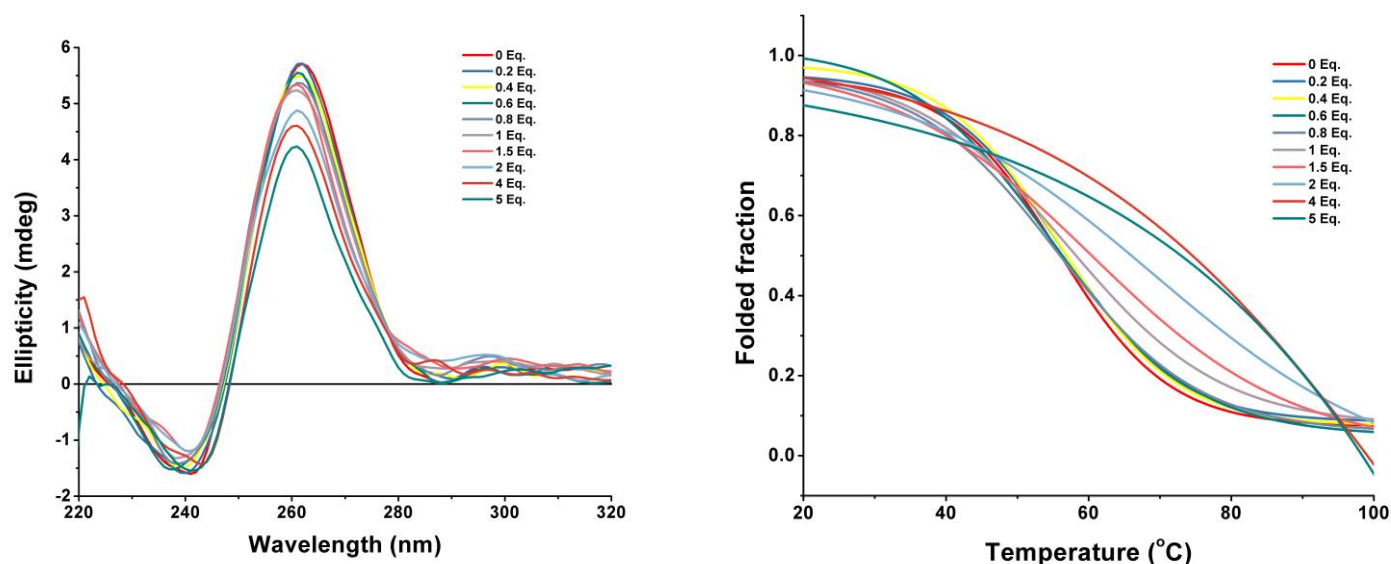 6
5
4
3
2
1
0
-1
-2
220
240
260
280
300
320
Ellipticity (mdeg)
Wavelength (nm)
0 Eq.
0.2 Eq.
0.4 Eq.
0.6 Eq.
0.8 Eq.
1 Eq.
1.5 Eq.
2 Eq.
4 Eq.
5 Eq.
1.0
0.8
0.6
0.4
0.2
0.0
20
40
60
80
100
Folded fraction
Temperature (°C)
0 Eq.
0.2 Eq.
0.4 Eq.
0.6 Eq.
0.8 Eq.
1 Eq.
1.5 Eq.
2 Eq.
4 Eq.
5 Eq.